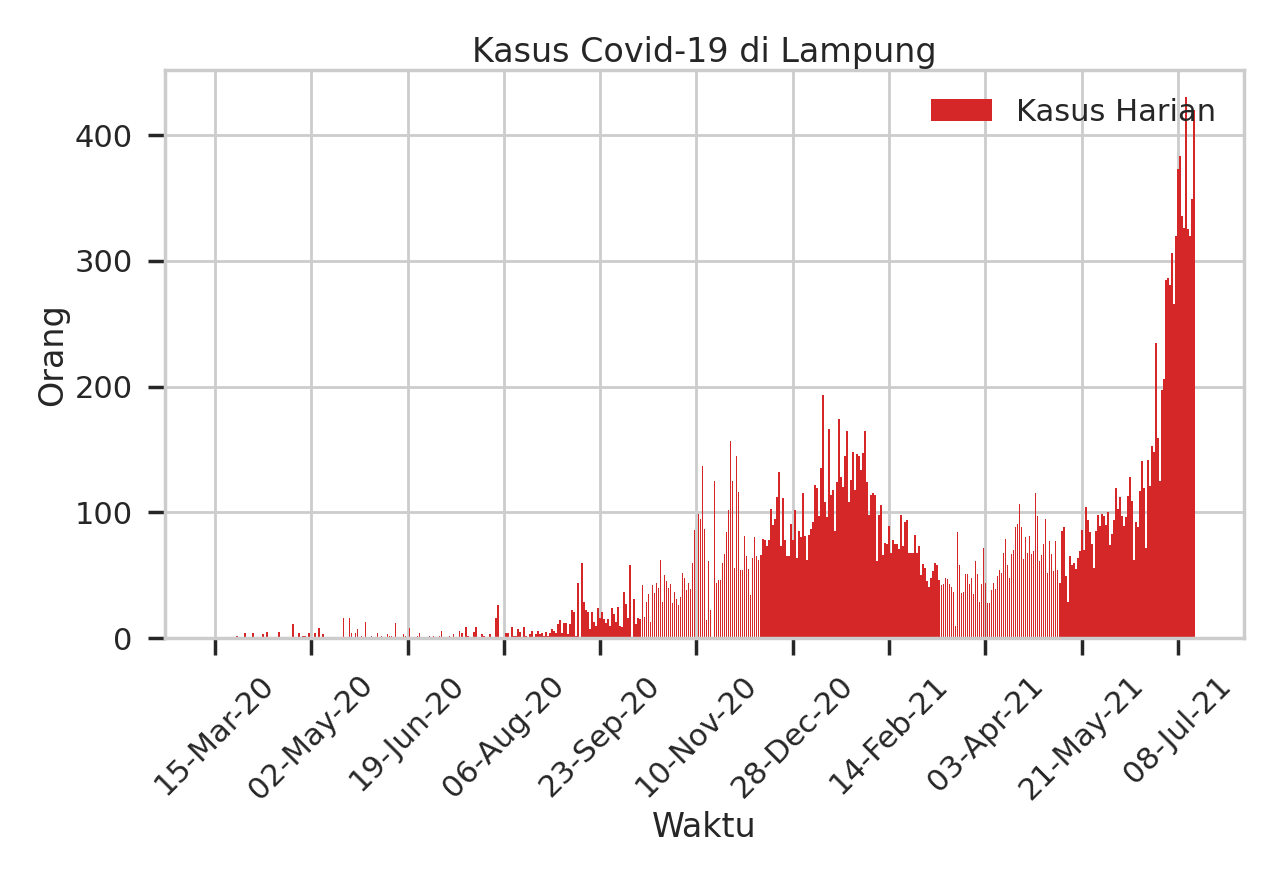 Kasus Covid-19 di Lampung
Kasus Harian
Orang
400
300
200
100
0
15-Mar-20
02-May-20
19-Jun-20
06-Aug-20
23-Sep-20
10-Nov-20
28-Dec-20
14-Feb-21
03-Apr-21
21-May-21
08-Jul-21
Waktu